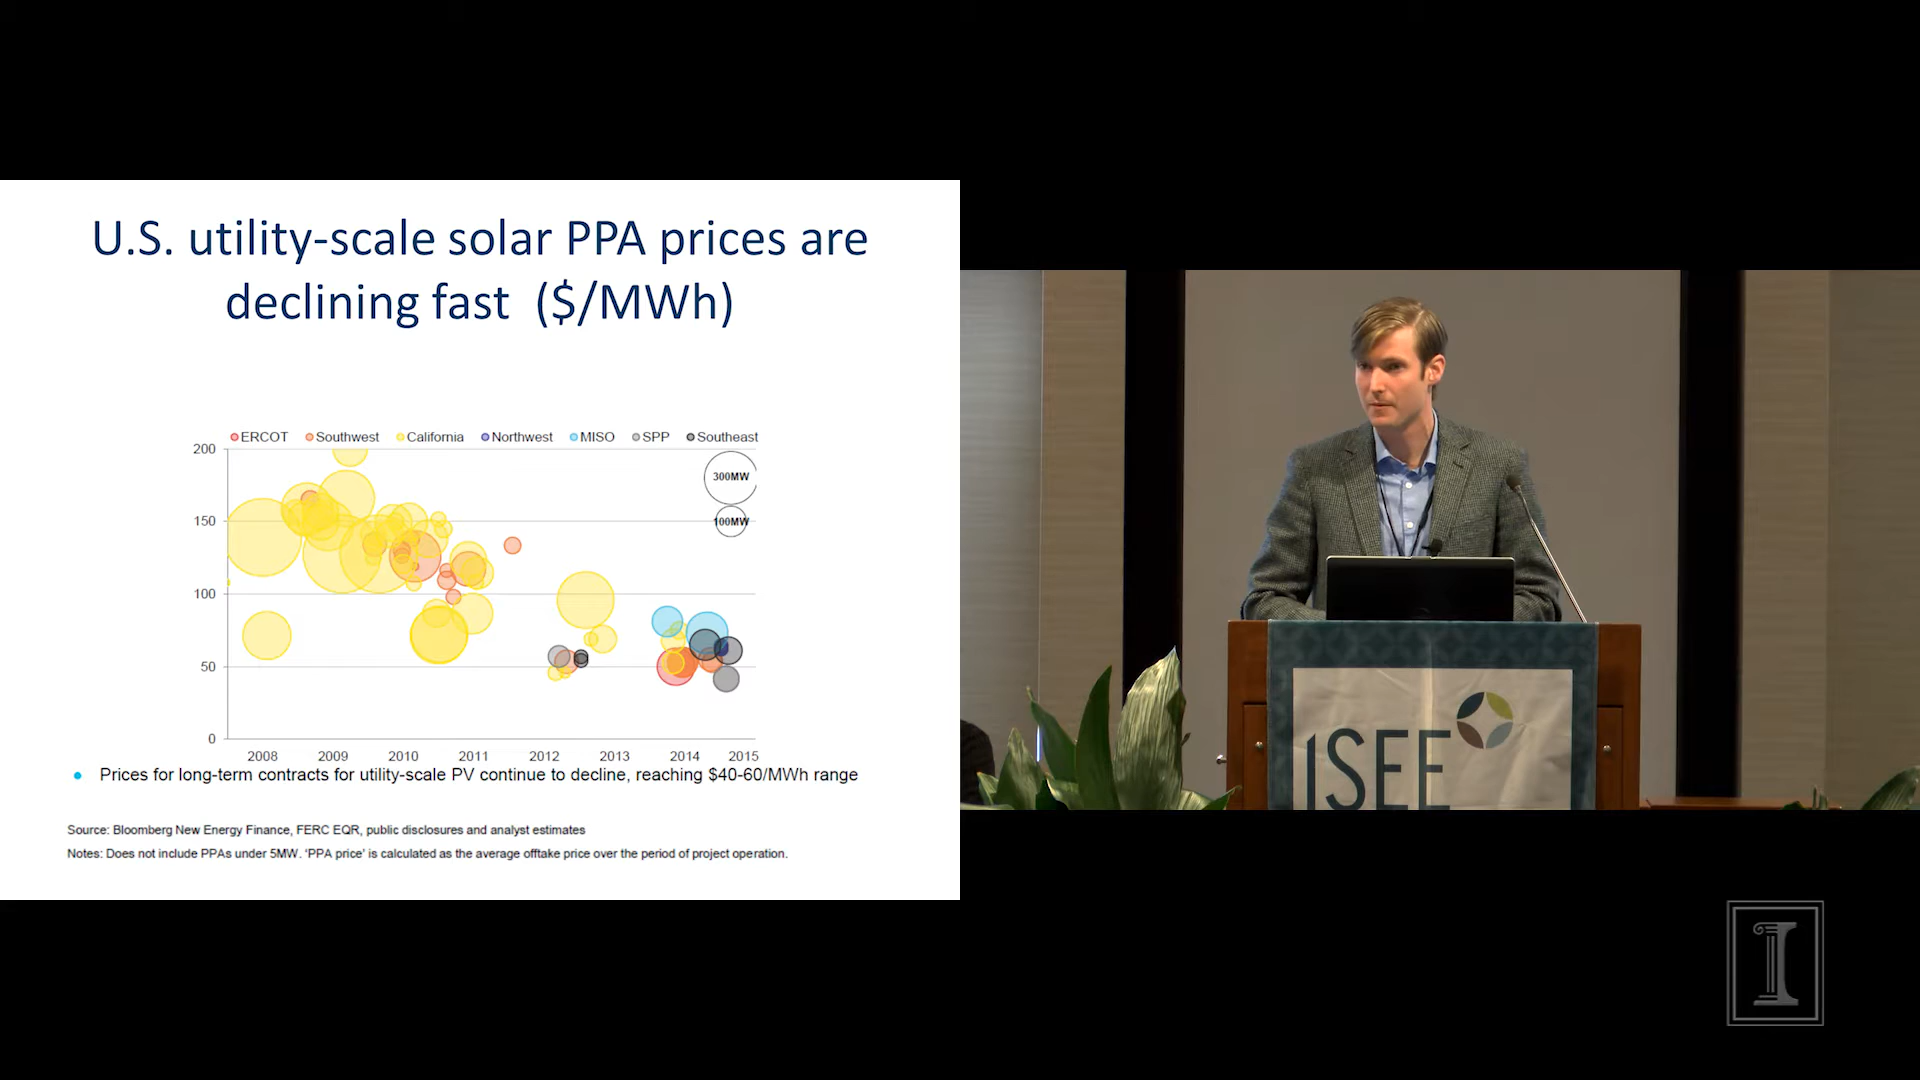 U.S. utility-scale solar PPA prices are
declining fast ($/MWh)
ERCOT Southwest California Northwest MISO SPP Southeast
200
150
100
50
0
300MW
100MW
2008 2009 2010 2011 2012 2013 2014 2015
Prices for long-term contracts for utility-scale PV continue to decline, reaching $40-60/MWh range
Source: Bloomberg New Energy Finance, FERC EQR, public disclosures and analyst estimates
Notes: Does not include PPAs under 5MW. 'PPA price' is calculated as the average offtake price over the period of project operation.
iSEE
I